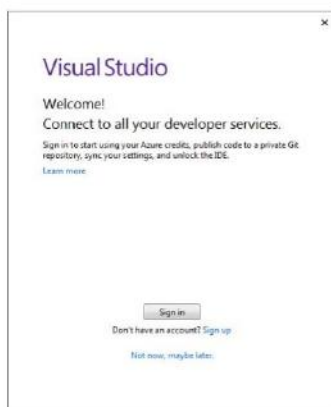 Visual Studio
Welcome!
Connect to all your developer services.
Sign in to start using your Azure credits, publish code to a private Git
repository, sync your settings, and unlock the IDE.
Learn more
Sign in
Don't have an account? Sign up
Not now, maybe later.